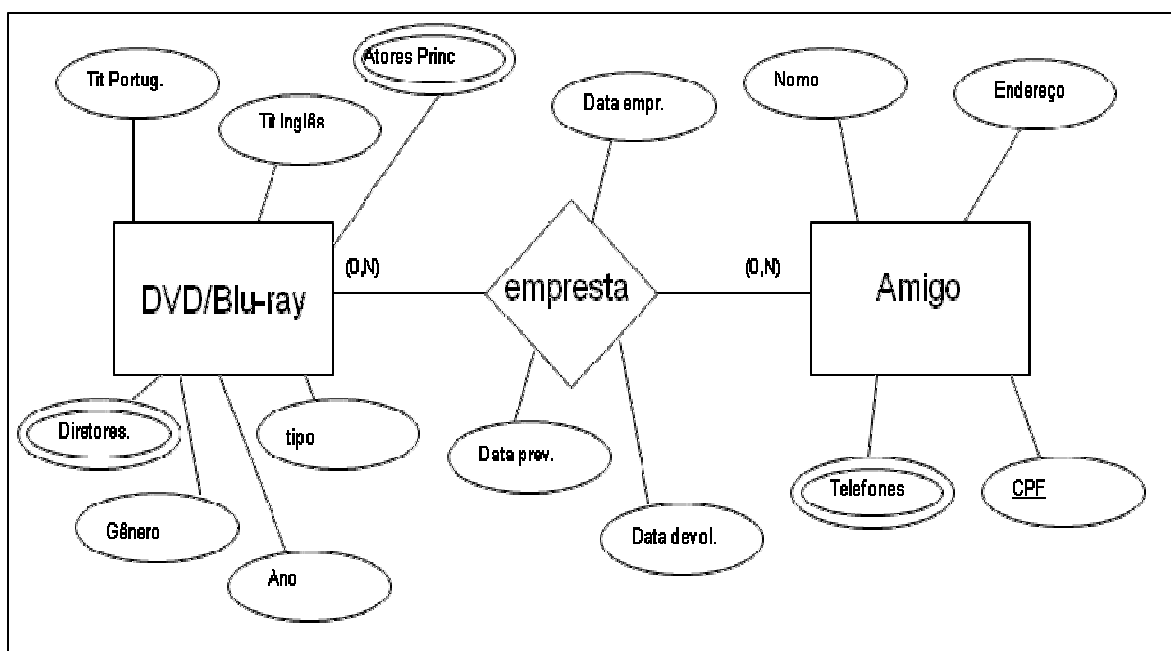 Atores Princ
Tit Portug.
Nomo
Endereço
Data empr.
Tit Inglês
(0,N)
(0,N)
DVD/Blu-ray
empresta
Amigo
Diretores.
tipo
Data prev.
Telefones
CPF
Gênero
Data devol.
Ano